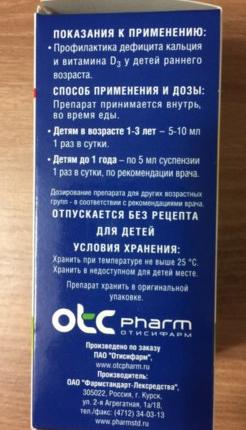 ПОКАЗАНИЯ К ПРИМЕНЕНИЮ:
• Профилактика дефицита кальция
и витамина D3 у детей раннего
возраста.
СПОСОБ ПРИМЕНЕНИЯ И ДОЗЫ:
Препарат принимается внутрь,
во время еды.
• Детям в возрасте 1-3 лет – 5-10 мл
1 раз в сутки.
• Детям до 1 года – по 5 мл суспензии
1 раз в сутки, по рекомендации врача.
Дозирование препарата для других возрастных
групп - в соответствии с рекомендациями врача.
ОТПУСКАЕТСЯ БЕЗ РЕЦЕПТА
ДЛЯ ДЕТЕЙ
УСЛОВИЯ ХРАНЕНИЯ:
Хранить при температуре не выше 25 °C.
Хранить в недоступном для детей месте.
Препарат хранить в оригинальной
упаковке.
otc pharm
ОТИСИФАРМ
Произведено по заказу
ПАО "Отисифарм".
www.otcpharm.ru
Производитель:
ОАО "Фармстандарт-Лексредства",
305022, Россия, г. Курск,
ул. 2-я Агрегатная, 1а/18,
тел./факс: (4712) 34-03-13
www.pharmstd.ru